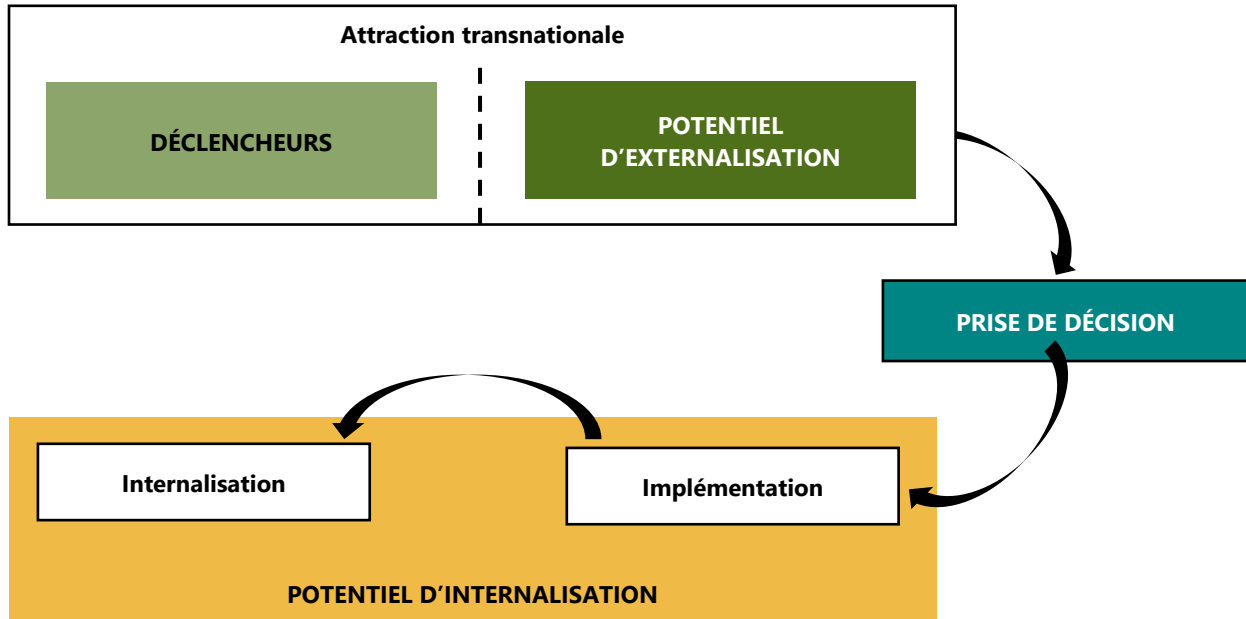 Attraction transnationale
DÉCLENCHEURS
POTENTIEL
D’EXTERNALISATION
PRISE DE DÉCISION
Internalisation
Implémentation
POTENTIEL D’INTERNALISATION